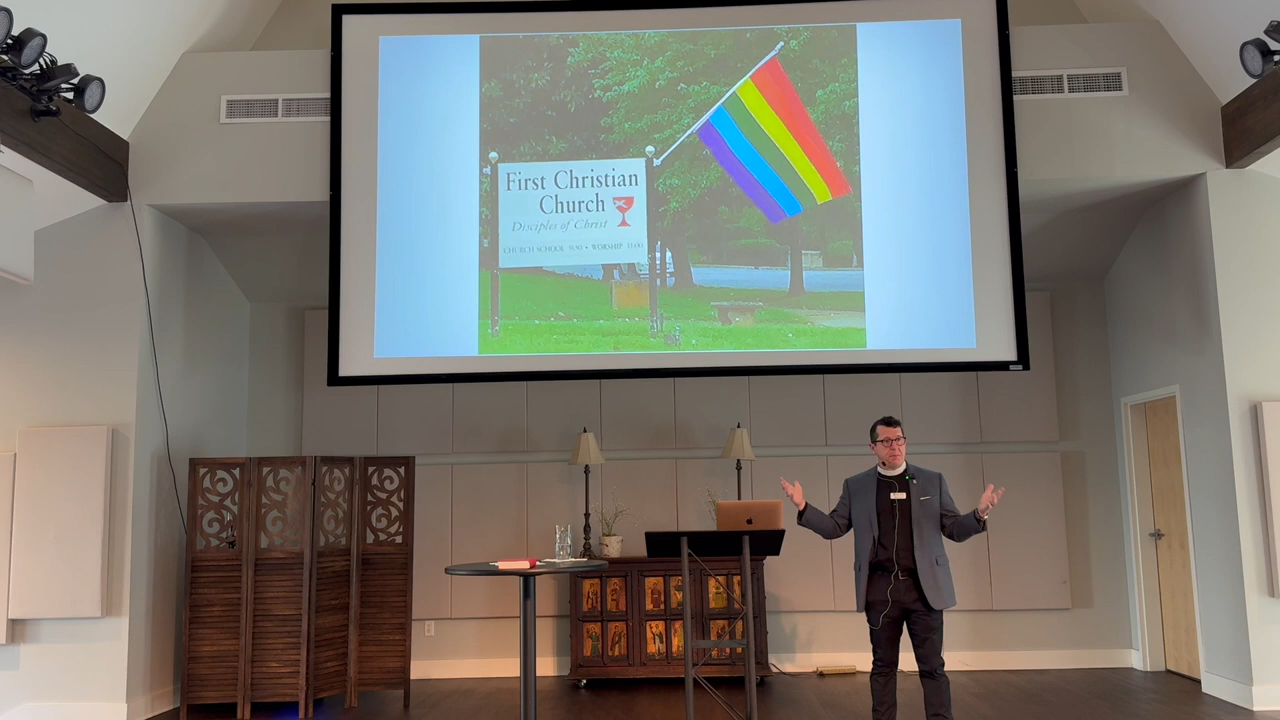 First Christian
Church
Disciples of Christ
CHURCH SCHOOL 9:30 • WORSHIP 11:00